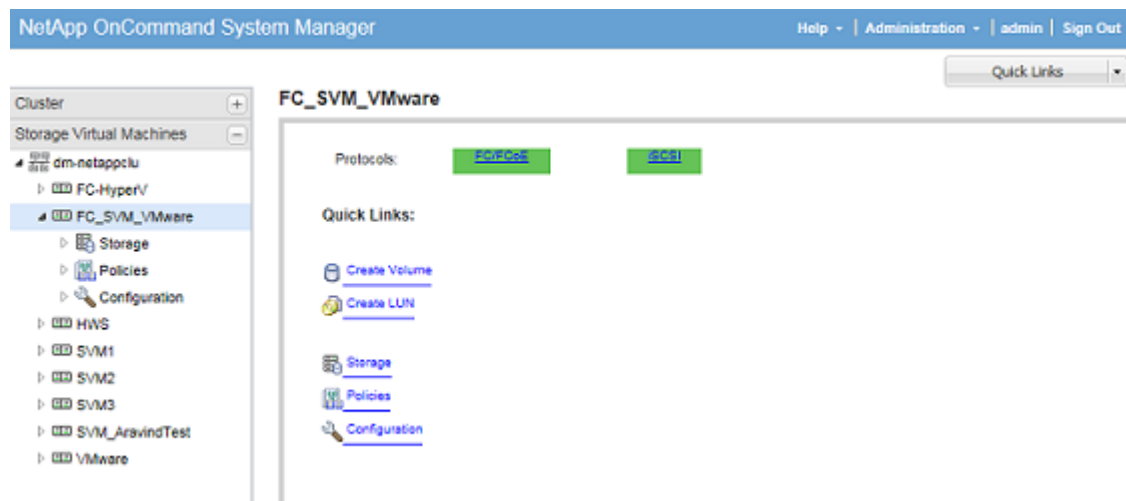 NetApp OnCommand System Manager
Help | Administration | admin | Sign Out
Quick Links
Cluster
Storage Virtual Machines
dm-netappclu
FC-HyperV
FC_SVM_VMware
Storage
Policies
Configuration
HWS
SVM1
SVM2
SVM3
SVM_AravindTest
VMware
FC_SVM_VMware
Protocols: FC/FCoE iSCSI
Quick Links:
Create Volume
Create LUN
Storage
Policies
Configuration